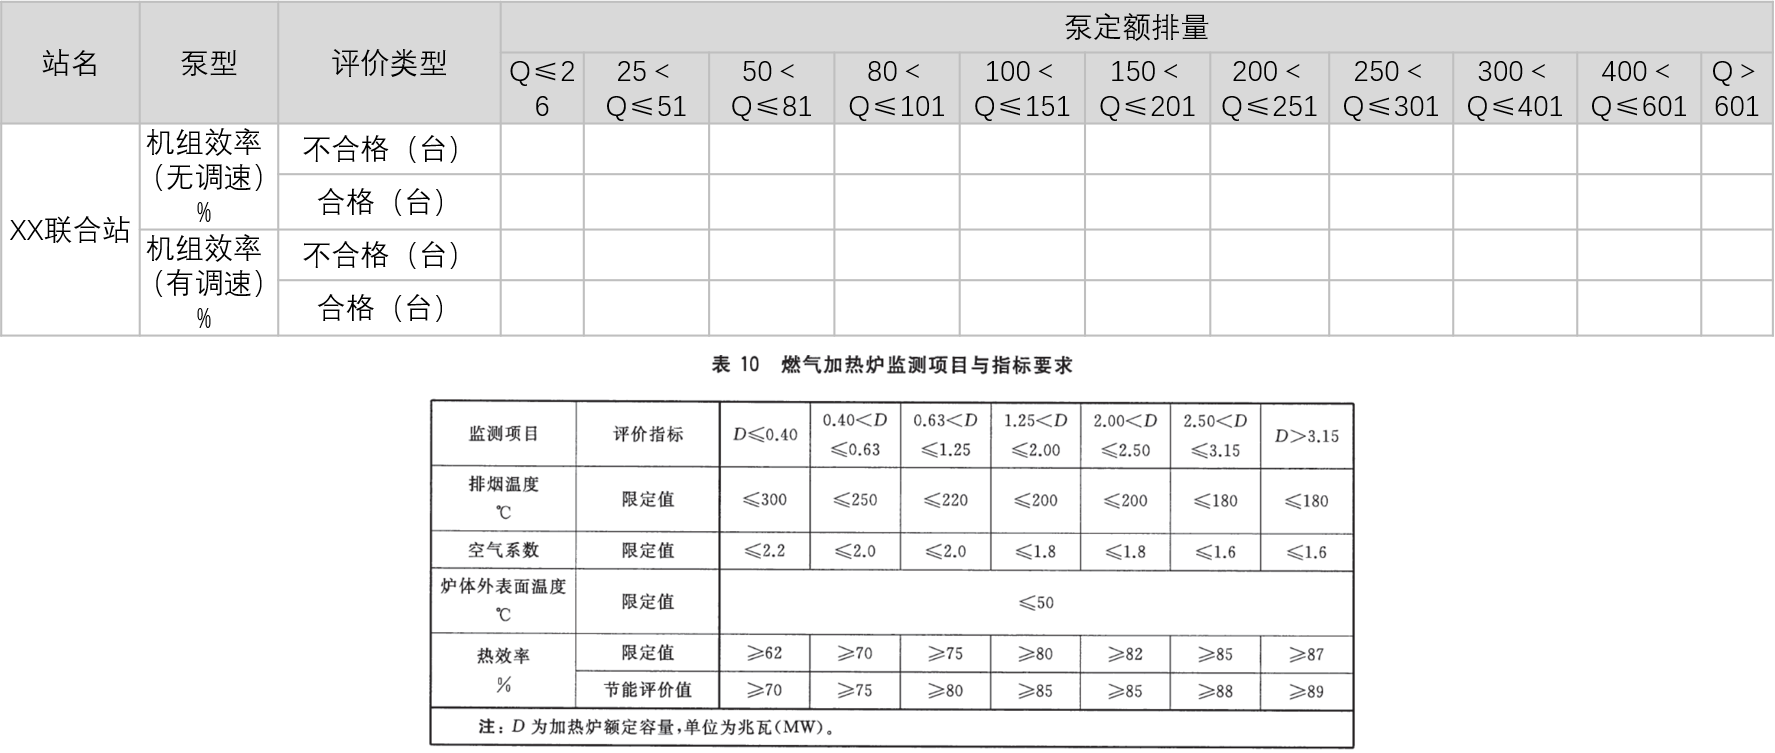 站名 泵型 评价类型 泵定额排量
Q≤2 25< 50< 80< 100< 150< 200< 250< 300< 400< Q>
6 Q≤51 Q≤81 Q≤101 Q≤151 Q≤201 Q≤251 Q≤301 Q≤401 Q≤601 601
XX联合站
机组效率
（无调速）
%
不合格（台）
合格（台）
机组效率
（有调速）
%
不合格（台）
合格（台）
表 10 燃气加热炉监测项目与指标要求
监测项目 评价指标 D≤0.40 0.40<D 0.63<D 1.25<D 2.00<D 2.50<D D>3.15
≤0.63 ≤1.25 ≤2.00 ≤2.50 ≤3.15
排烟温度
℃
限定值 ≤300 ≤250 ≤220 ≤200 ≤200 ≤180 ≤180
空气系数 限定值 ≤2.2 ≤2.0 ≤2.0 ≤1.8 ≤1.8 ≤1.6 ≤1.6
炉体外表面温度
℃
限定值 ≤50
热效率
%
限定值 ≥62 ≥70 ≥75 ≥80 ≥82 ≥85 ≥87
节能评价值 ≥70 ≥75 ≥80 ≥85 ≥85 ≥88 ≥89
注：D 为加热炉额定容量,单位为兆瓦(MW)。